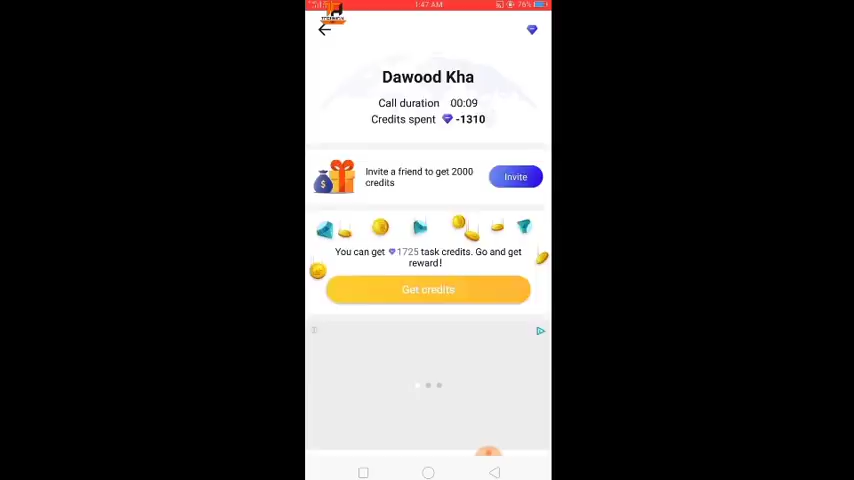 1:47 AM
76%
Dawood Kha
Call duration 00:09
Credits spent -1310
Invite a friend to get 2000
credits
Invite
You can get 1725 task credits. Go and get
reward!
Get credits